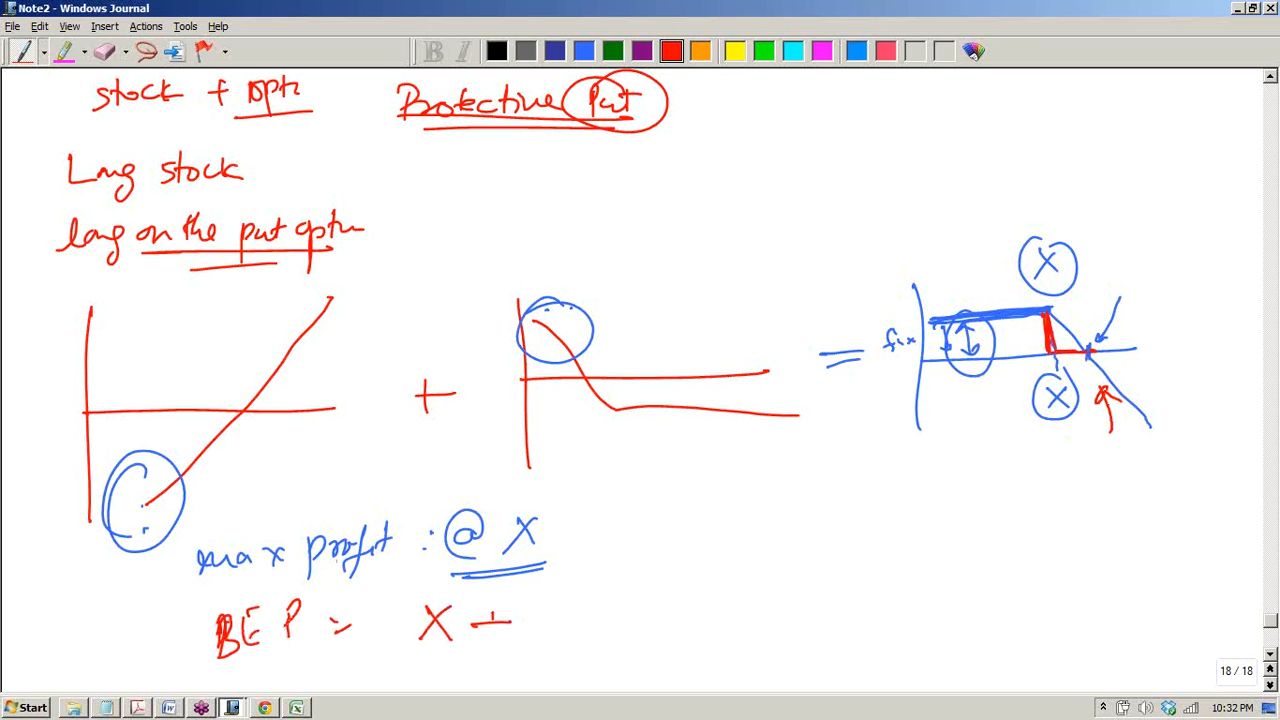 Note2 - Windows Journal
File Edit View Insert Actions Tools Help
stock + optn Protective Put
Long stock
long on the put optn
X
fix
+
=
X
max profit : @ X
BEP = X +
18 / 18
Start
10:32 PM